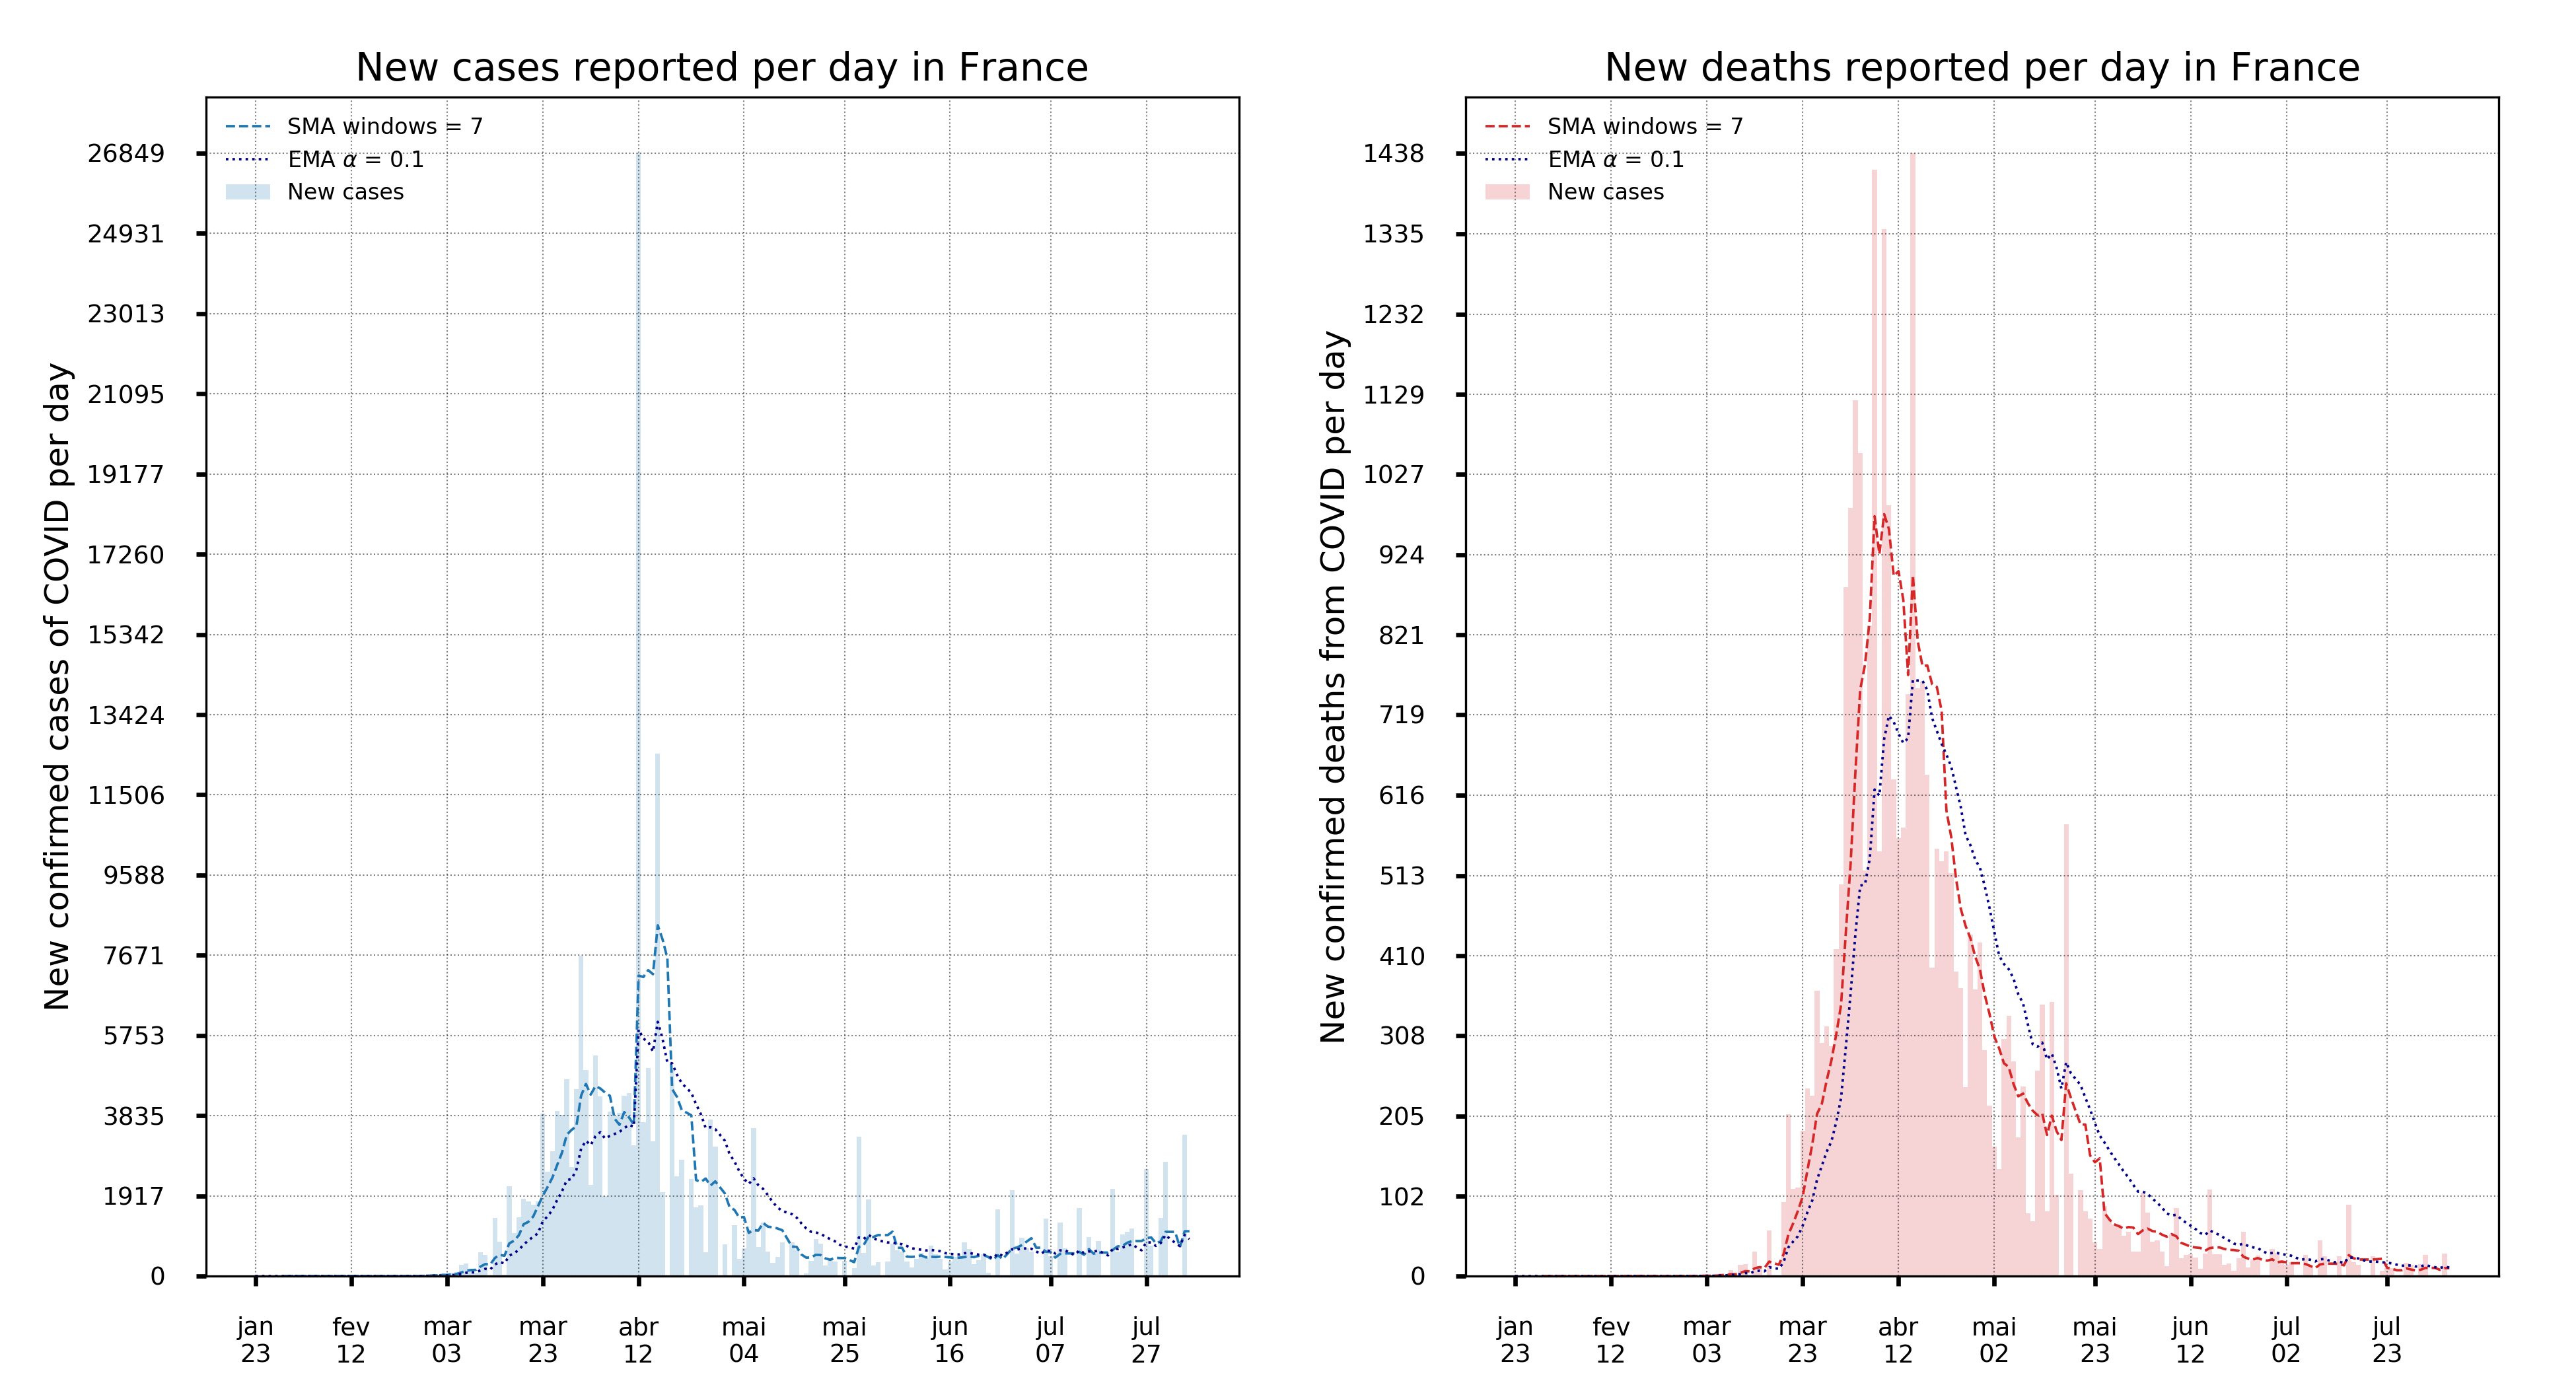 New cases reported per day in France
SMA windows = 7
EMA α = 0.1
New cases
New confirmed cases of COVID per day
26849
24931
23013
21095
19177
17260
15342
13424
11506
9588
7671
5753
3835
1917
0
jan 23
fev 12
mar 03
mar 23
abr 12
mai 04
mai 25
jun 16
jul 07
jul 27
New deaths reported per day in France
SMA windows = 7
EMA α = 0.1
New cases
New confirmed deaths from COVID per day
1438
1335
1232
1129
1027
924
821
719
616
513
410
308
205
102
0
jan 23
fev 12
mar 03
mar 23
abr 12
mai 02
mai 23
jun 12
jul 02
jul 23